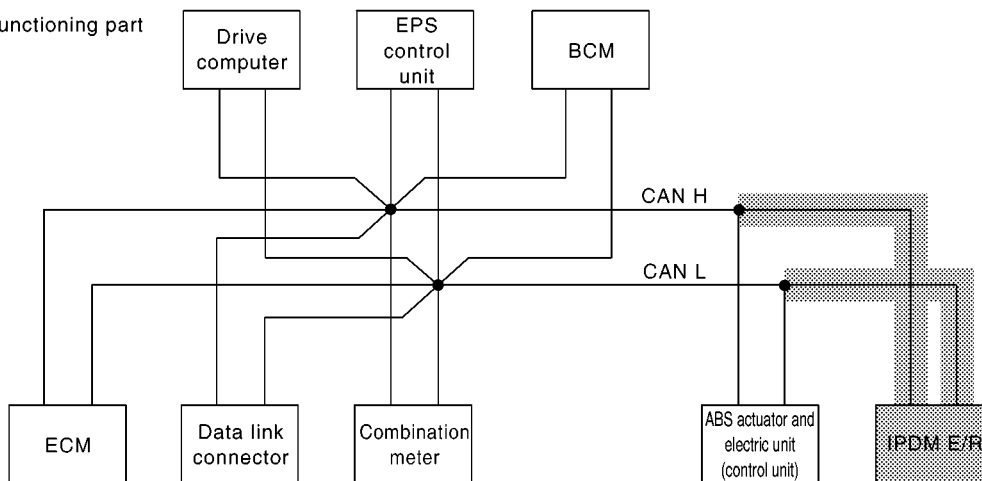 unctioning part
Drive
computer
EPS
control
unit
BCM
CAN H
CAN L
ECM
Data link
connector
Combination
meter
ABS actuator and
electric unit
(control unit)
IPDM E/R